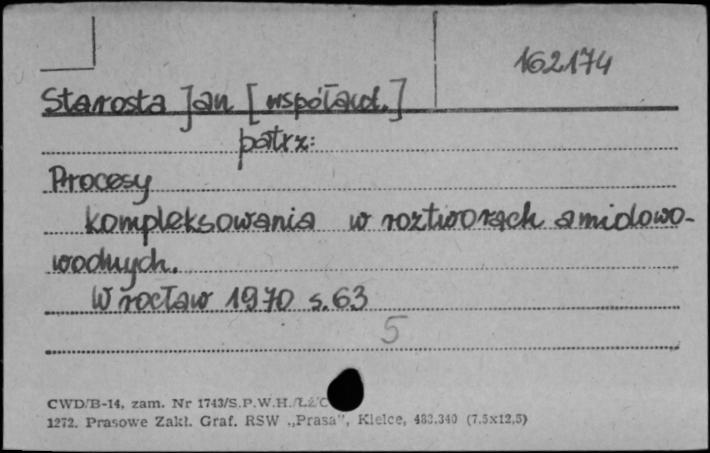 162174
Starosta Jan [współaut.]
patrz:
Procesy
kompleksowania w roztworach amidowo-
wodnych.
Wrocław 1970 s.63
5
CWD/B-14, zam. Nr 1743/S.P.W.H./Ł2/C
1272. Prasowe Zakł. Graf. RSW „Prasa", Kielce, 483.340 (7,5x12,5)